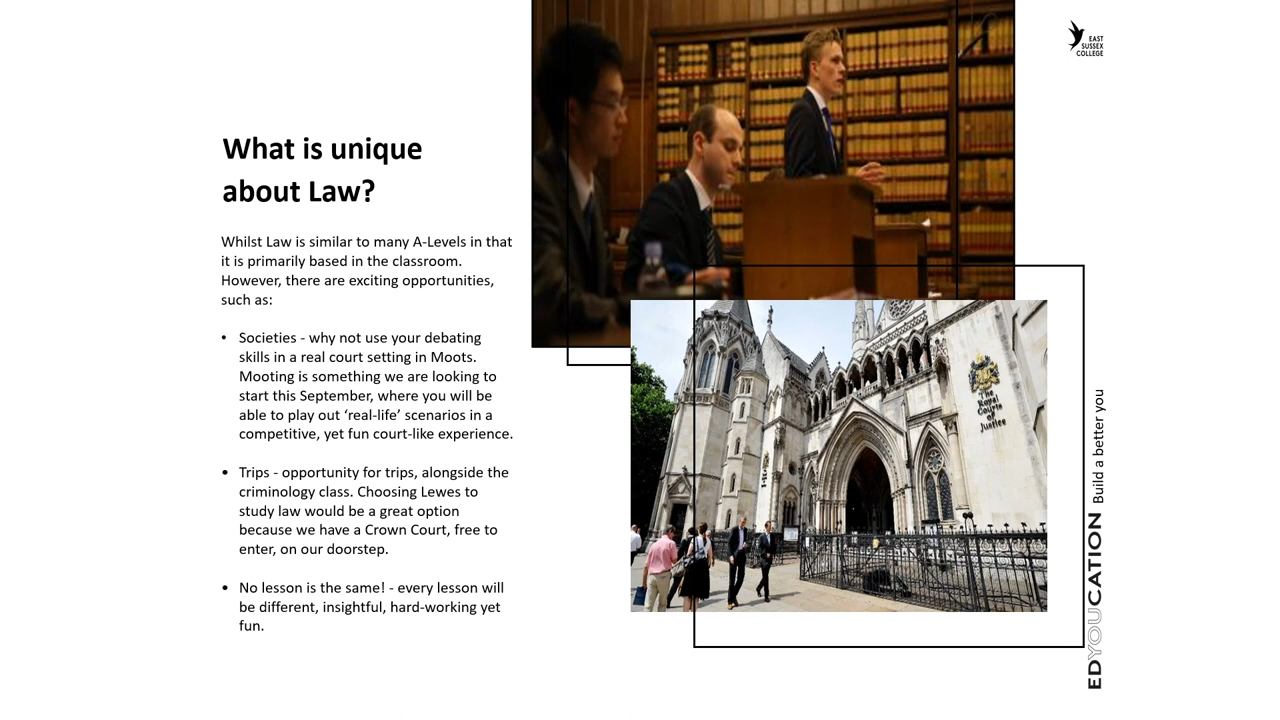 EAST
SUSSEX
COLLEGE
What is unique
about Law?
Whilst Law is similar to many A-Levels in that
it is primarily based in the classroom.
However, there are exciting opportunities,
such as:
• Societies - why not use your debating
skills in a real court setting in Moots.
Mooting is something we are looking to
start this September, where you will be
able to play out ‘real-life’ scenarios in a
competitive, yet fun court-like experience.
• Trips - opportunity for trips, alongside the
criminology class. Choosing Lewes to
study law would be a great option
because we have a Crown Court, free to
enter, on our doorstep.
• No lesson is the same! - every lesson will
be different, insightful, hard-working yet
fun.
The
Royal
Courts
of
Justice
EDYOUCATION Build a better you